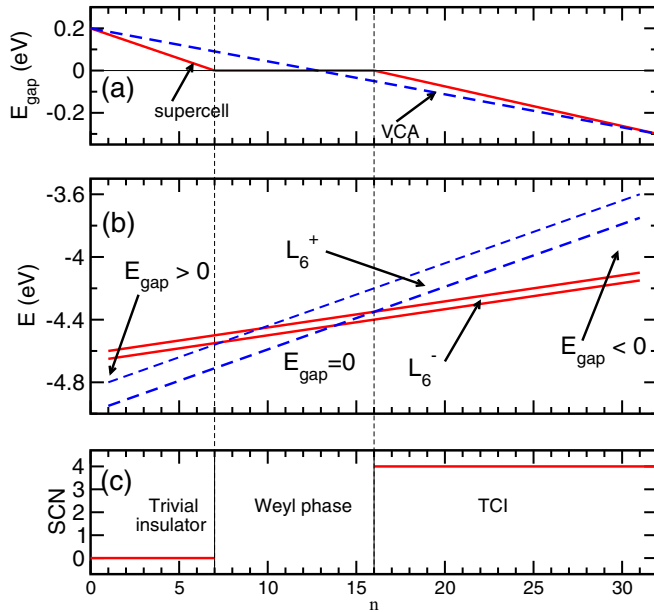 0.2
0
-0.2
E_gap (eV)
(a)
supercell
VCA
-3.6
-4
-4.4
-4.8
E (eV)
(b)
E_gap > 0
L_6^+
E_gap=0
L_6^-
E_gap < 0
4
3
2
1
0
SCN
(c)
Trivial
insulator
Weyl phase
TCI
0 5 10 15 20 25 30
n